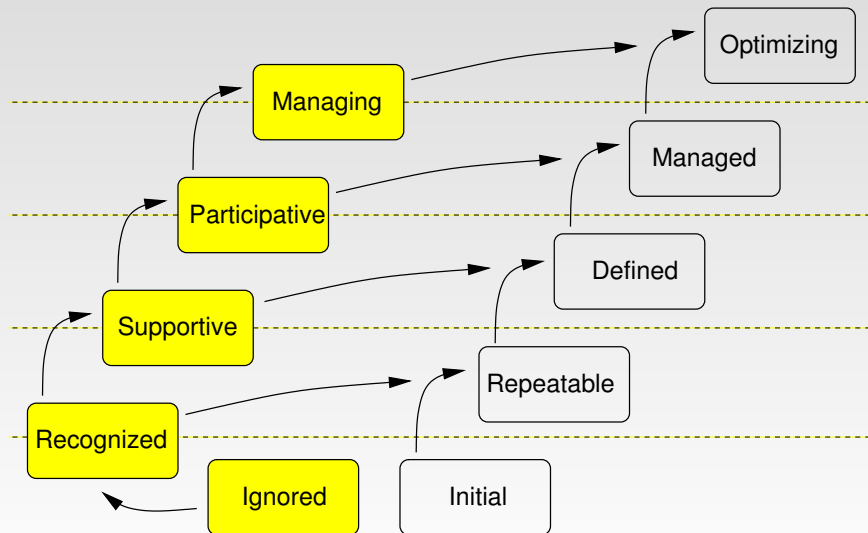 Optimizing
Managing
Managed
Participative
Defined
Supportive
Repeatable
Recognized
Ignored
Initial